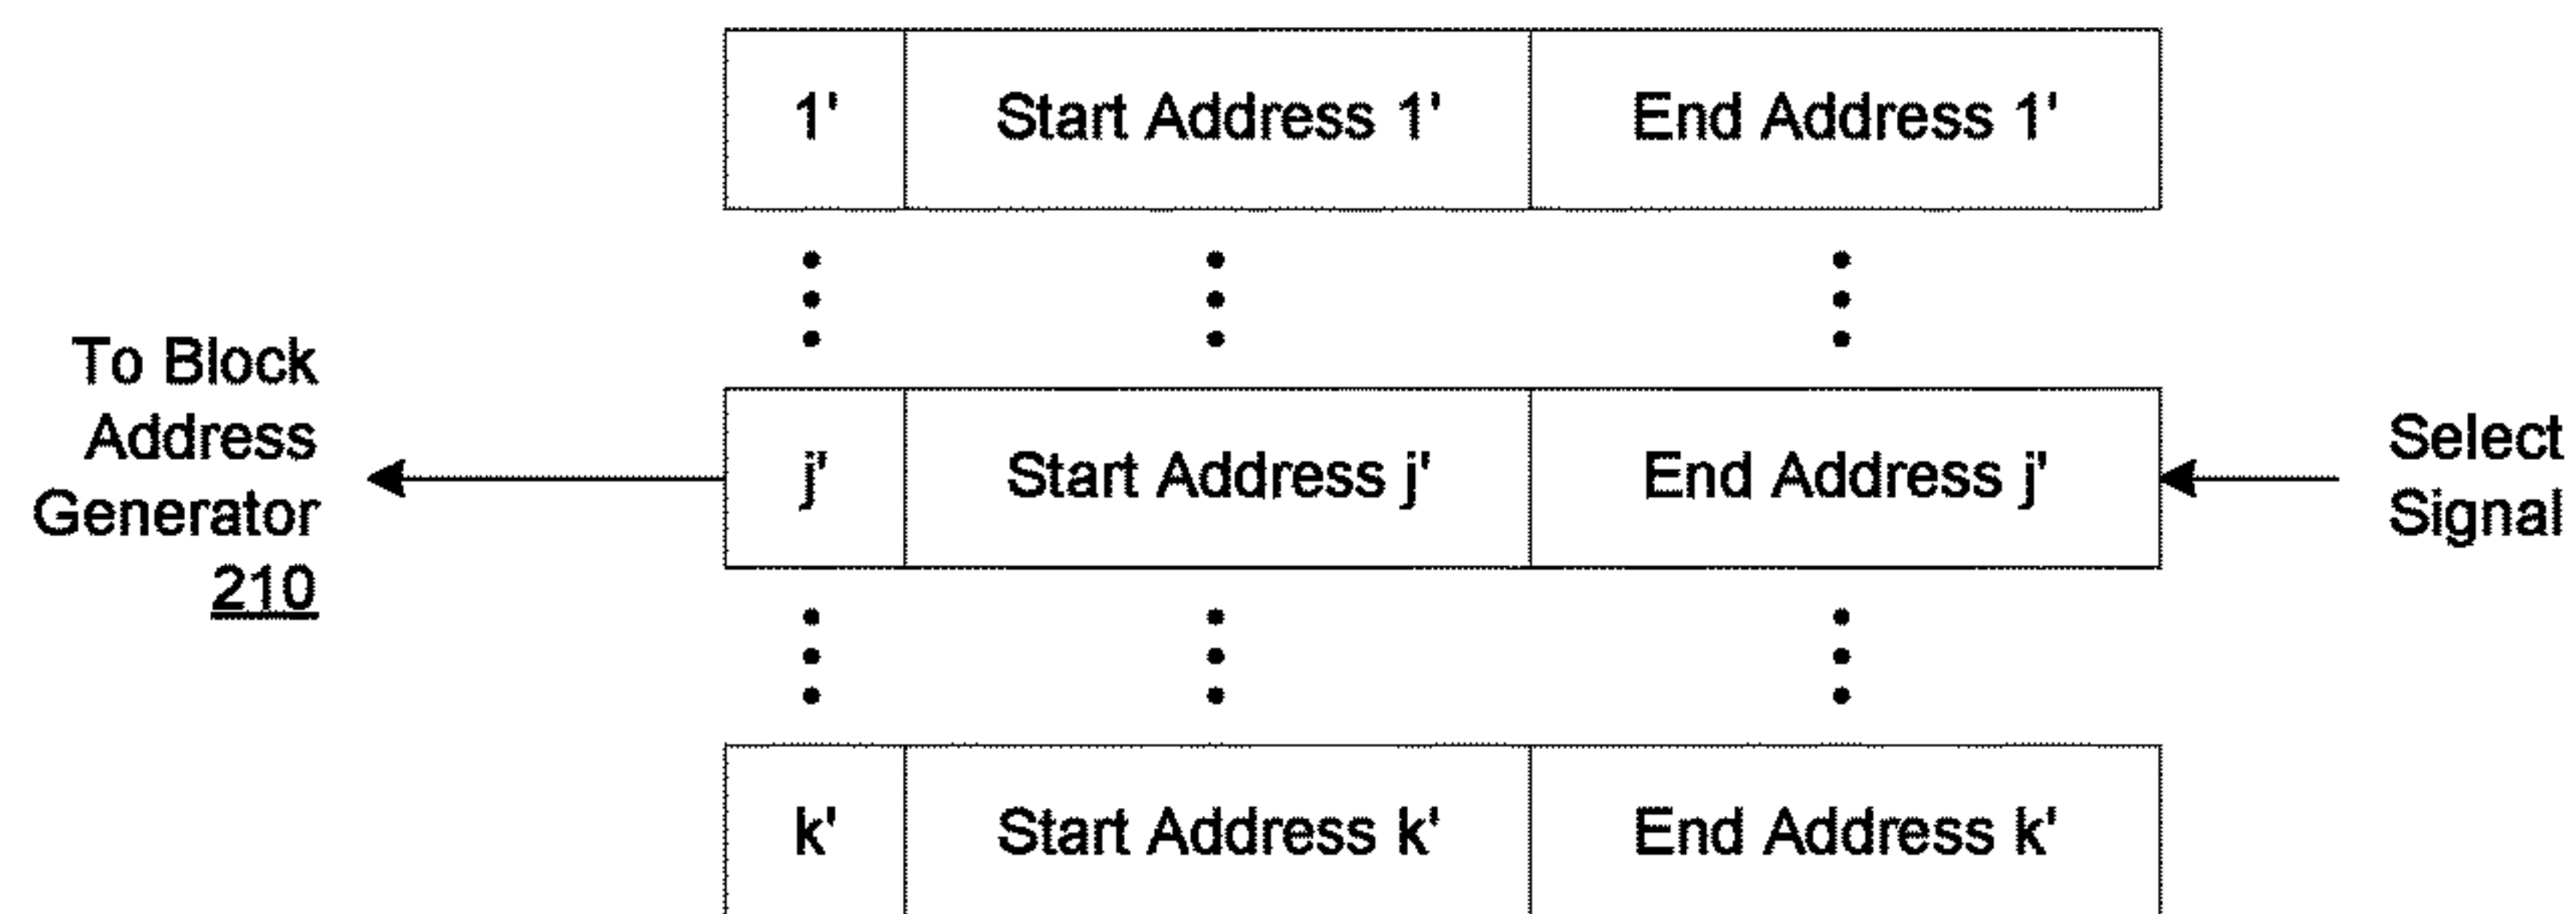 1' Start Address 1' End Address 1'
To Block
Address
Generator
210
j' Start Address j' End Address j'
Select
Signal
k' Start Address k' End Address k'